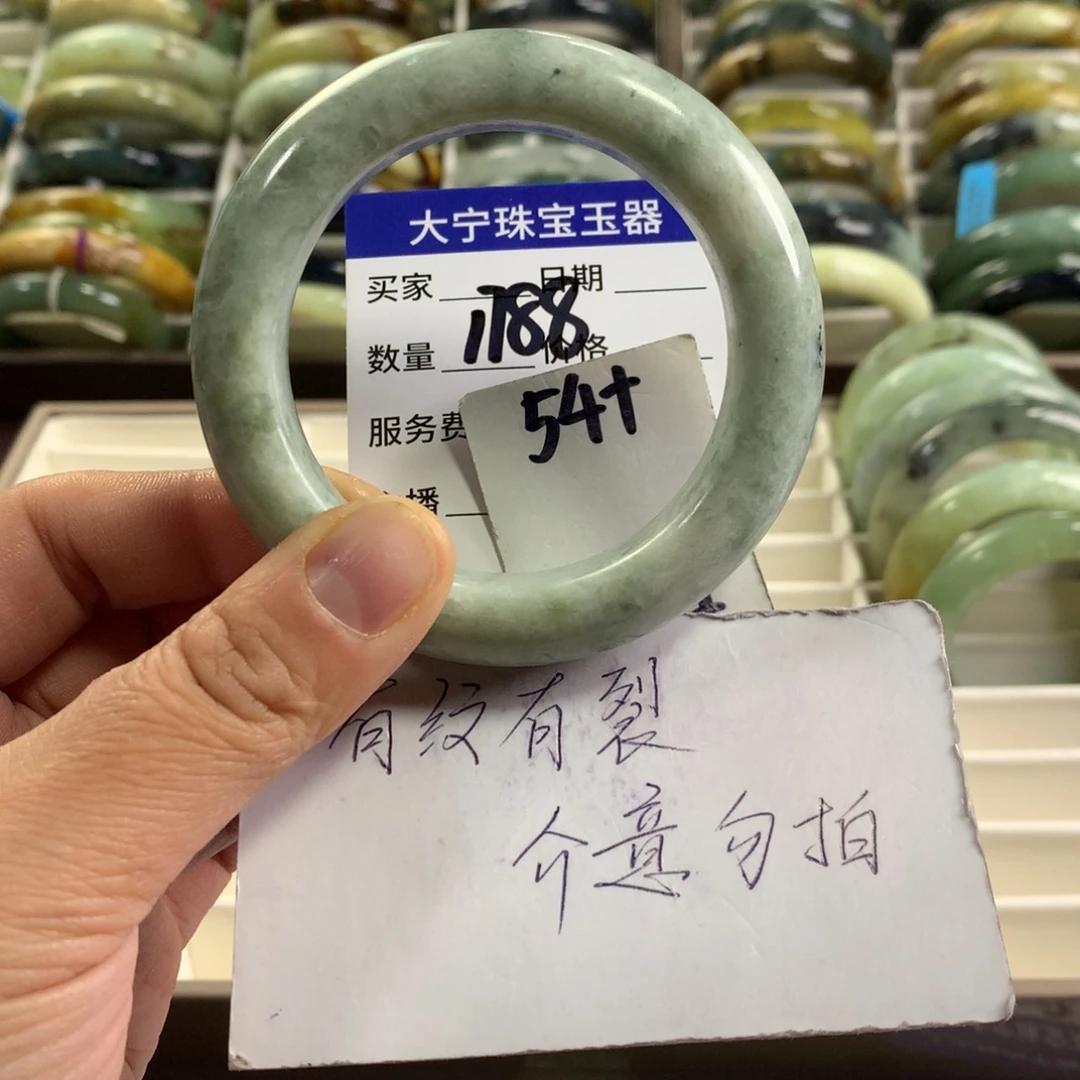 大宁珠宝玉器
买家 日期
1188
数量 价格
54+
服务费
播
有纹有裂
介意勿拍